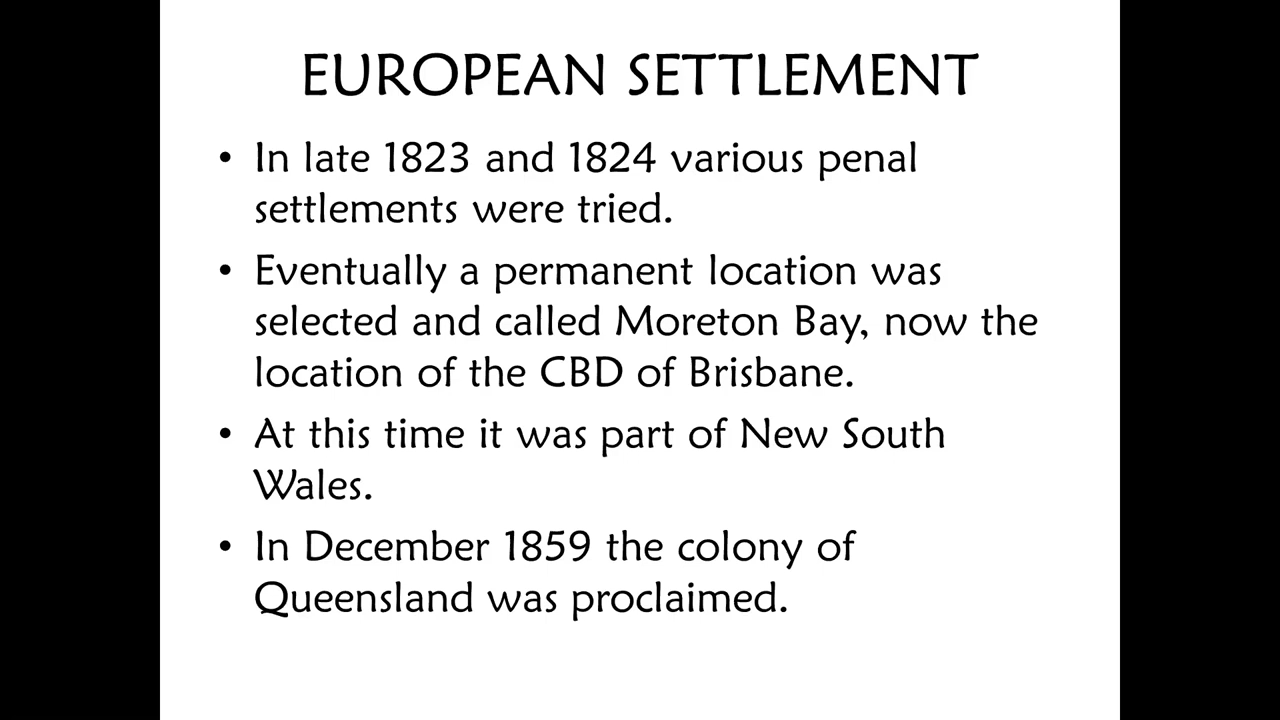 EUROPEAN SETTLEMENT
• In late 1823 and 1824 various penal
settlements were tried.
• Eventually a permanent location was
selected and called Moreton Bay, now the
location of the CBD of Brisbane.
• At this time it was part of New South
Wales.
• In December 1859 the colony of
Queensland was proclaimed.